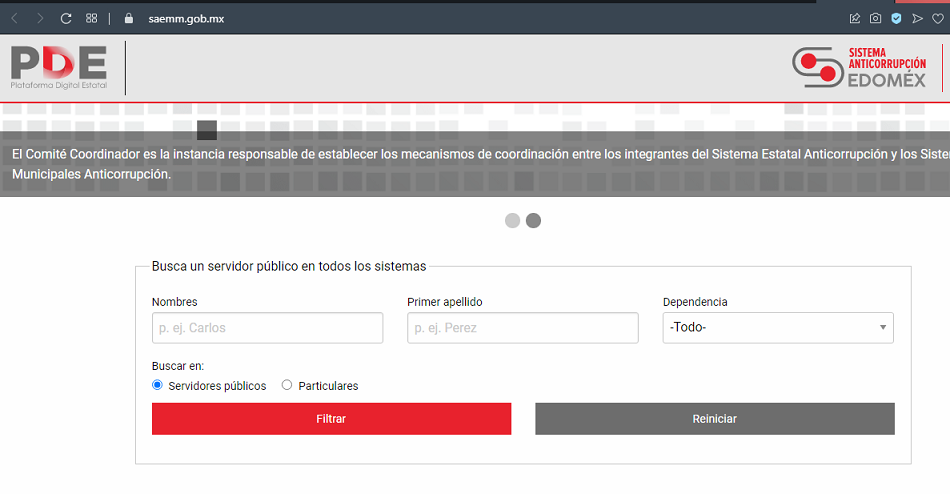 saemm.gob.mx
PDE
Plataforma Digital Estatal
SISTEMA
ANTICORRUPCIÓN
EDOMÉX
El Comité Coordinador es la instancia responsable de establecer los mecanismos de coordinación entre los integrantes del Sistema Estatal Anticorrupción y los Siste
Municipales Anticorrupción.
Busca un servidor público en todos los sistemas
Nombres Primer apellido Dependencia
p. ej. Carlos p. ej. Perez -Todo-
Buscar en:
Servidores públicos Particulares
Filtrar Reiniciar